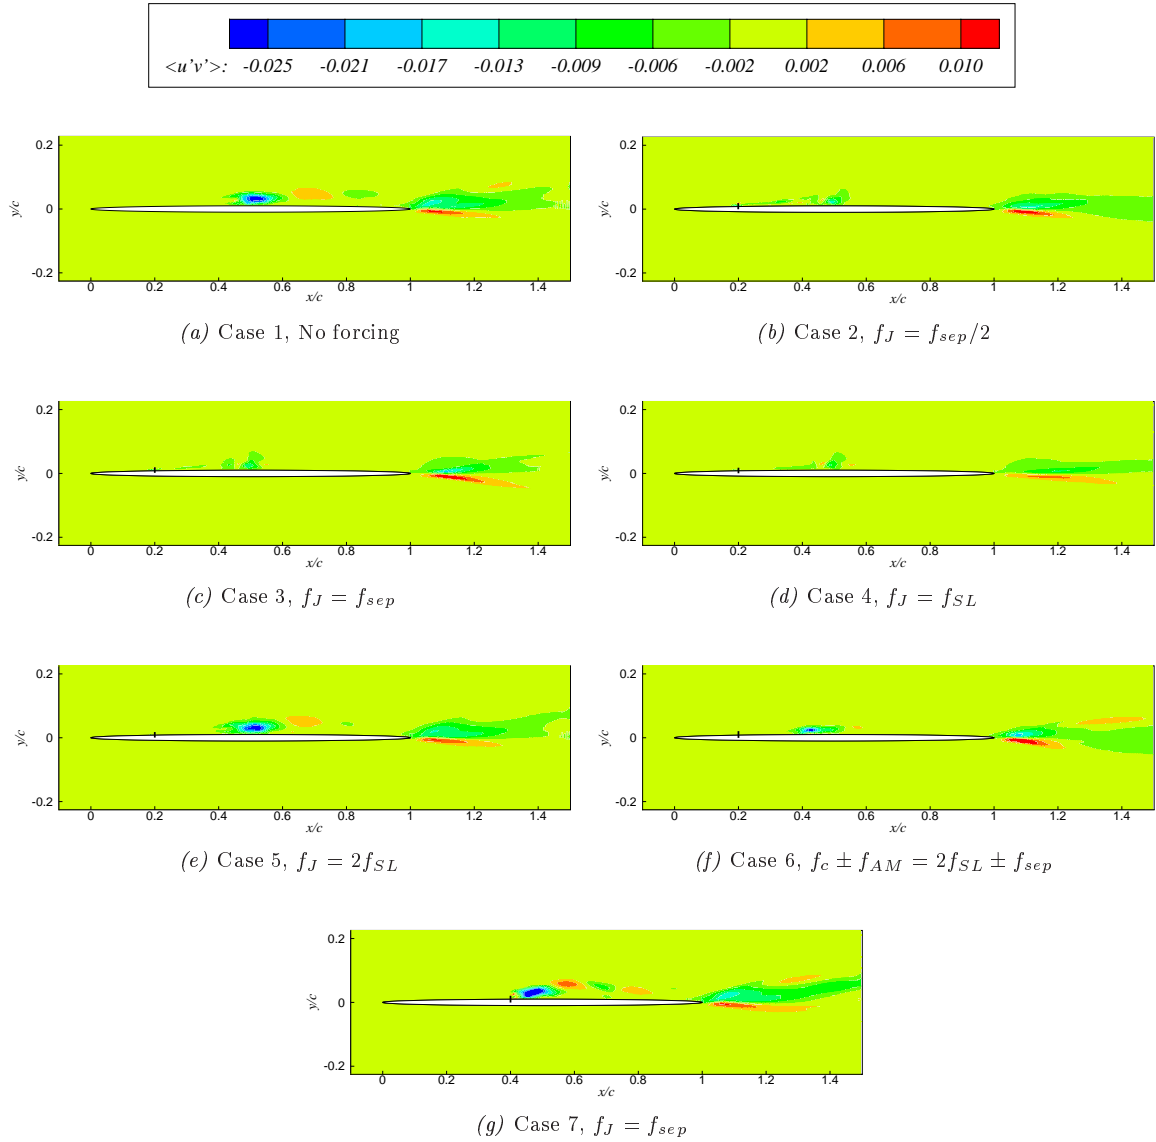 <u'v'>: -0.025 -0.021 -0.017 -0.013 -0.009 -0.006 -0.002 0.002 0.006 0.010
0.2
y/c
0
-0.2
0 0.2 0.4 0.6 0.8 1 1.2 1.4
x/c
(a) Case 1, No forcing
0.2
y/c
0
-0.2
0 0.2 0.4 0.6 0.8 1 1.2 1.4
x/c
(b) Case 2, f_J = f_sep/2
0.2
y/c
0
-0.2
0 0.2 0.4 0.6 0.8 1 1.2 1.4
x/c
(c) Case 3, f_J = f_sep
0.2
y/c
0
-0.2
0 0.2 0.4 0.6 0.8 1 1.2 1.4
x/c
(d) Case 4, f_J = f_SL
0.2
y/c
0
-0.2
0 0.2 0.4 0.6 0.8 1 1.2 1.4
x/c
(e) Case 5, f_J = 2f_SL
0.2
y/c
0
-0.2
0 0.2 0.4 0.6 0.8 1 1.2 1.4
x/c
(f) Case 6, f_c ± f_AM = 2f_SL ± f_sep
0.2
y/c
0
-0.2
0 0.2 0.4 0.6 0.8 1 1.2 1.4
x/c
(g) Case 7, f_J = f_sep